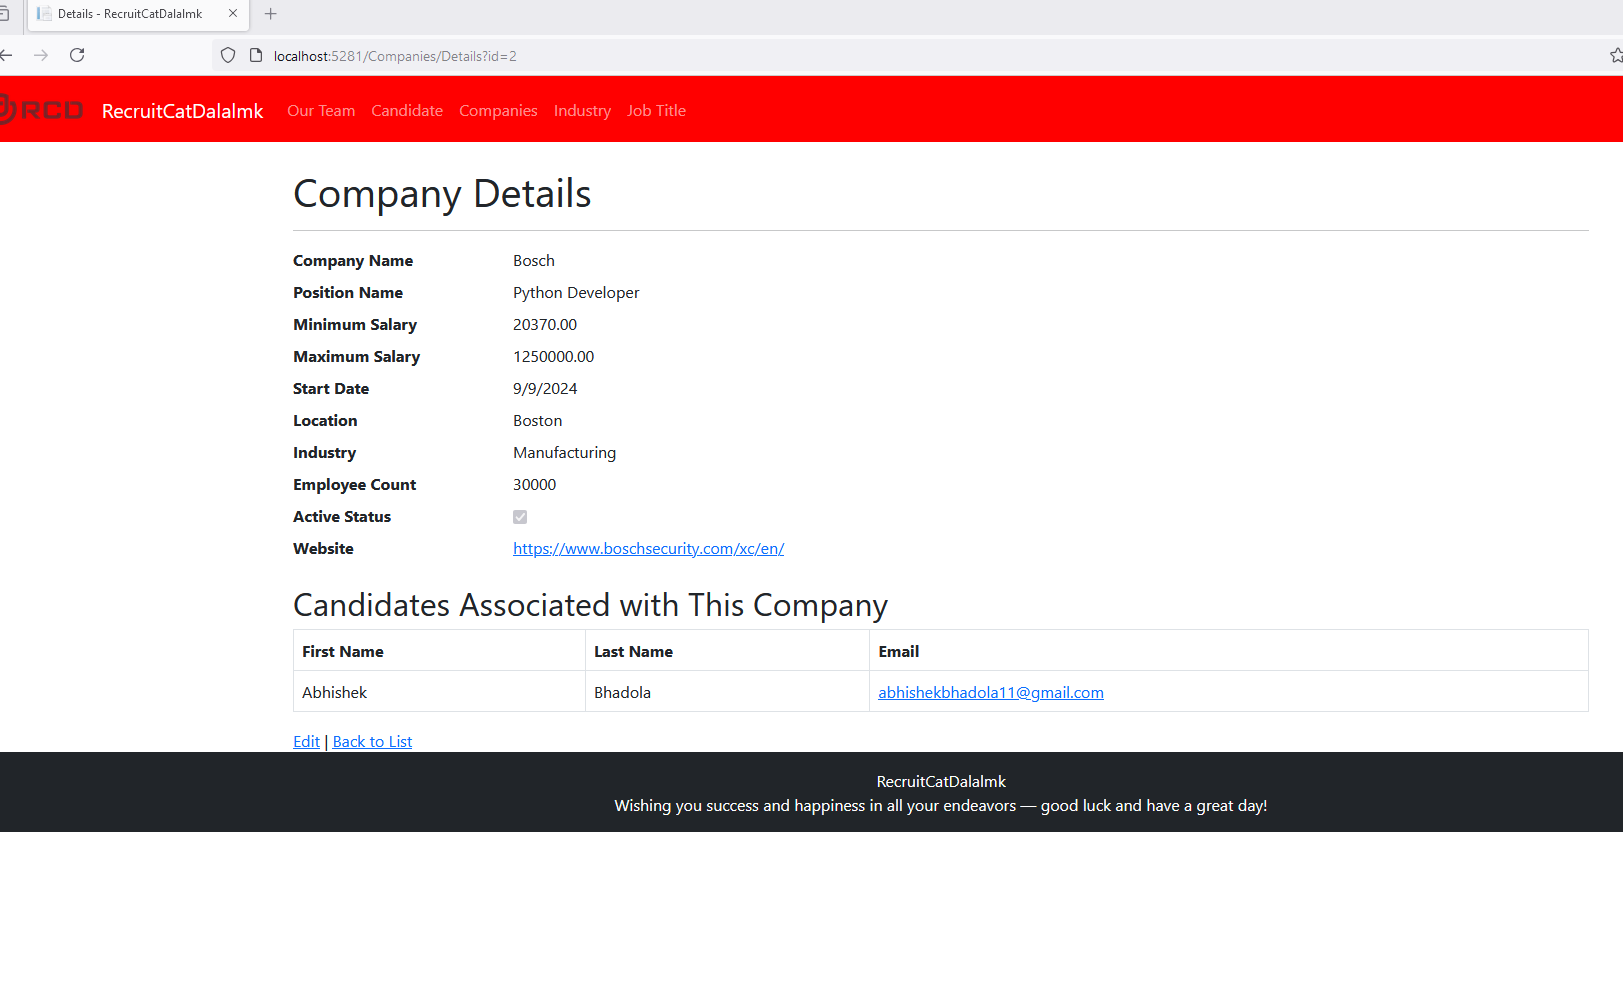 Details - RecruitCatDalalmk
localhost:5281/Companies/Details?id=2
RCD RecruitCatDalalmk Our Team Candidate Companies Industry Job Title
Company Details
Company Name Bosch
Position Name Python Developer
Minimum Salary 20370.00
Maximum Salary 1250000.00
Start Date 9/9/2024
Location Boston
Industry Manufacturing
Employee Count 30000
Active Status
Website https://www.boschsecurity.com/xc/en/
Candidates Associated with This Company
First Name Last Name Email
Abhishek Bhadola abhishekbhadola11@gmail.com
Edit | Back to List
RecruitCatDalalmk
Wishing you success and happiness in all your endeavors — good luck and have a great day!